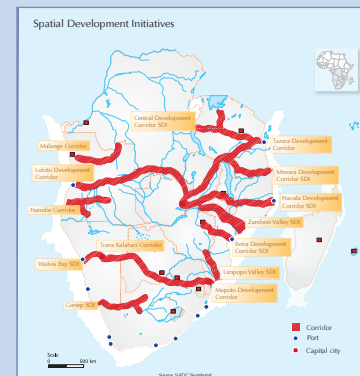 Spatial Development Initiatives
Central Development
Corridor SDI
Tazara Development
Corridor
Malange Corridor
Lobito Development
Corridor SDI
Mtwara Development
Corridor SDI
Nacala Development
Corridor SDI
Namibe Corridor
Zambezi Valley SDI
Trans Kalahari Corridor
Beira Development
Corridor SDI
Walvis Bay SDI
Limpopo Valley SDI
Maputo Development
Corridor
Gariep SDI
Corridor
Port
Capital city
Scale
0 500 km
Source: SADC Secretariat